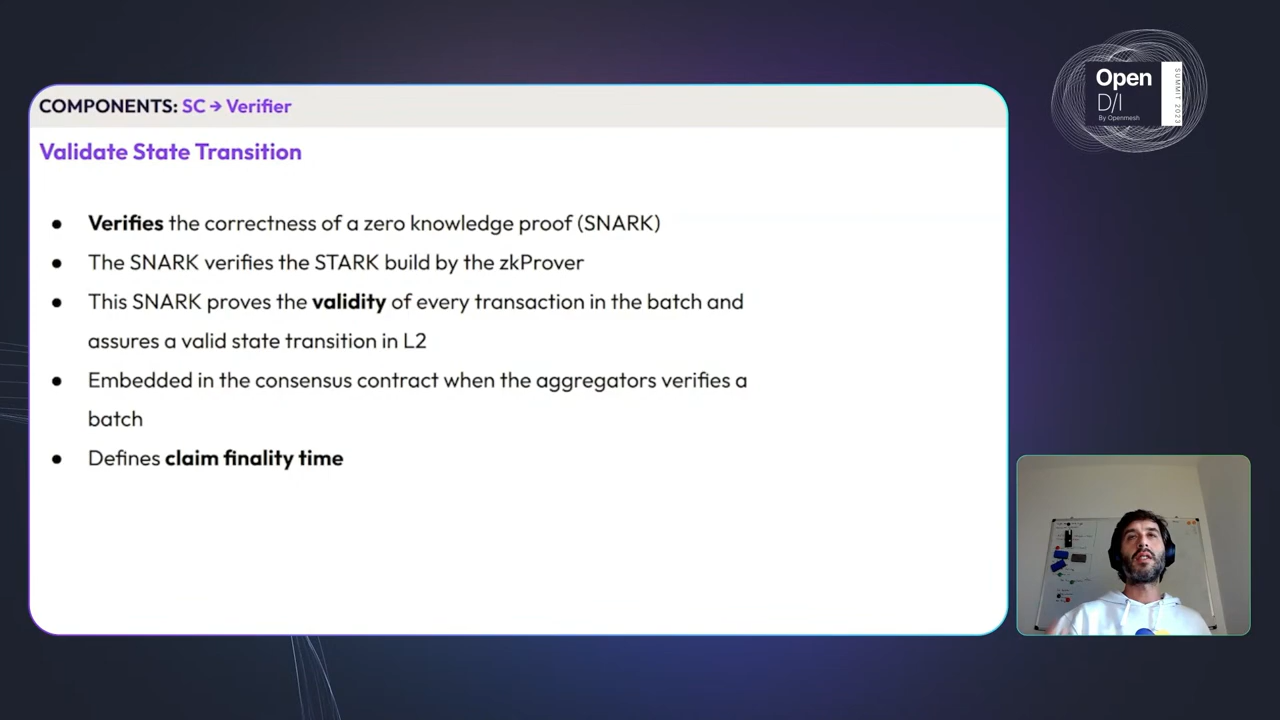 COMPONENTS: SC → Verifier
Validate State Transition
● Verifies the correctness of a zero knowledge proof (SNARK)
● The SNARK verifies the STARK build by the zkProver
● This SNARK proves the validity of every transaction in the batch and
assures a valid state transition in L2
● Embedded in the consensus contract when the aggregators verifies a
batch
● Defines claim finality time
Open
D/I
By Openmesh
SUMMIT 2023